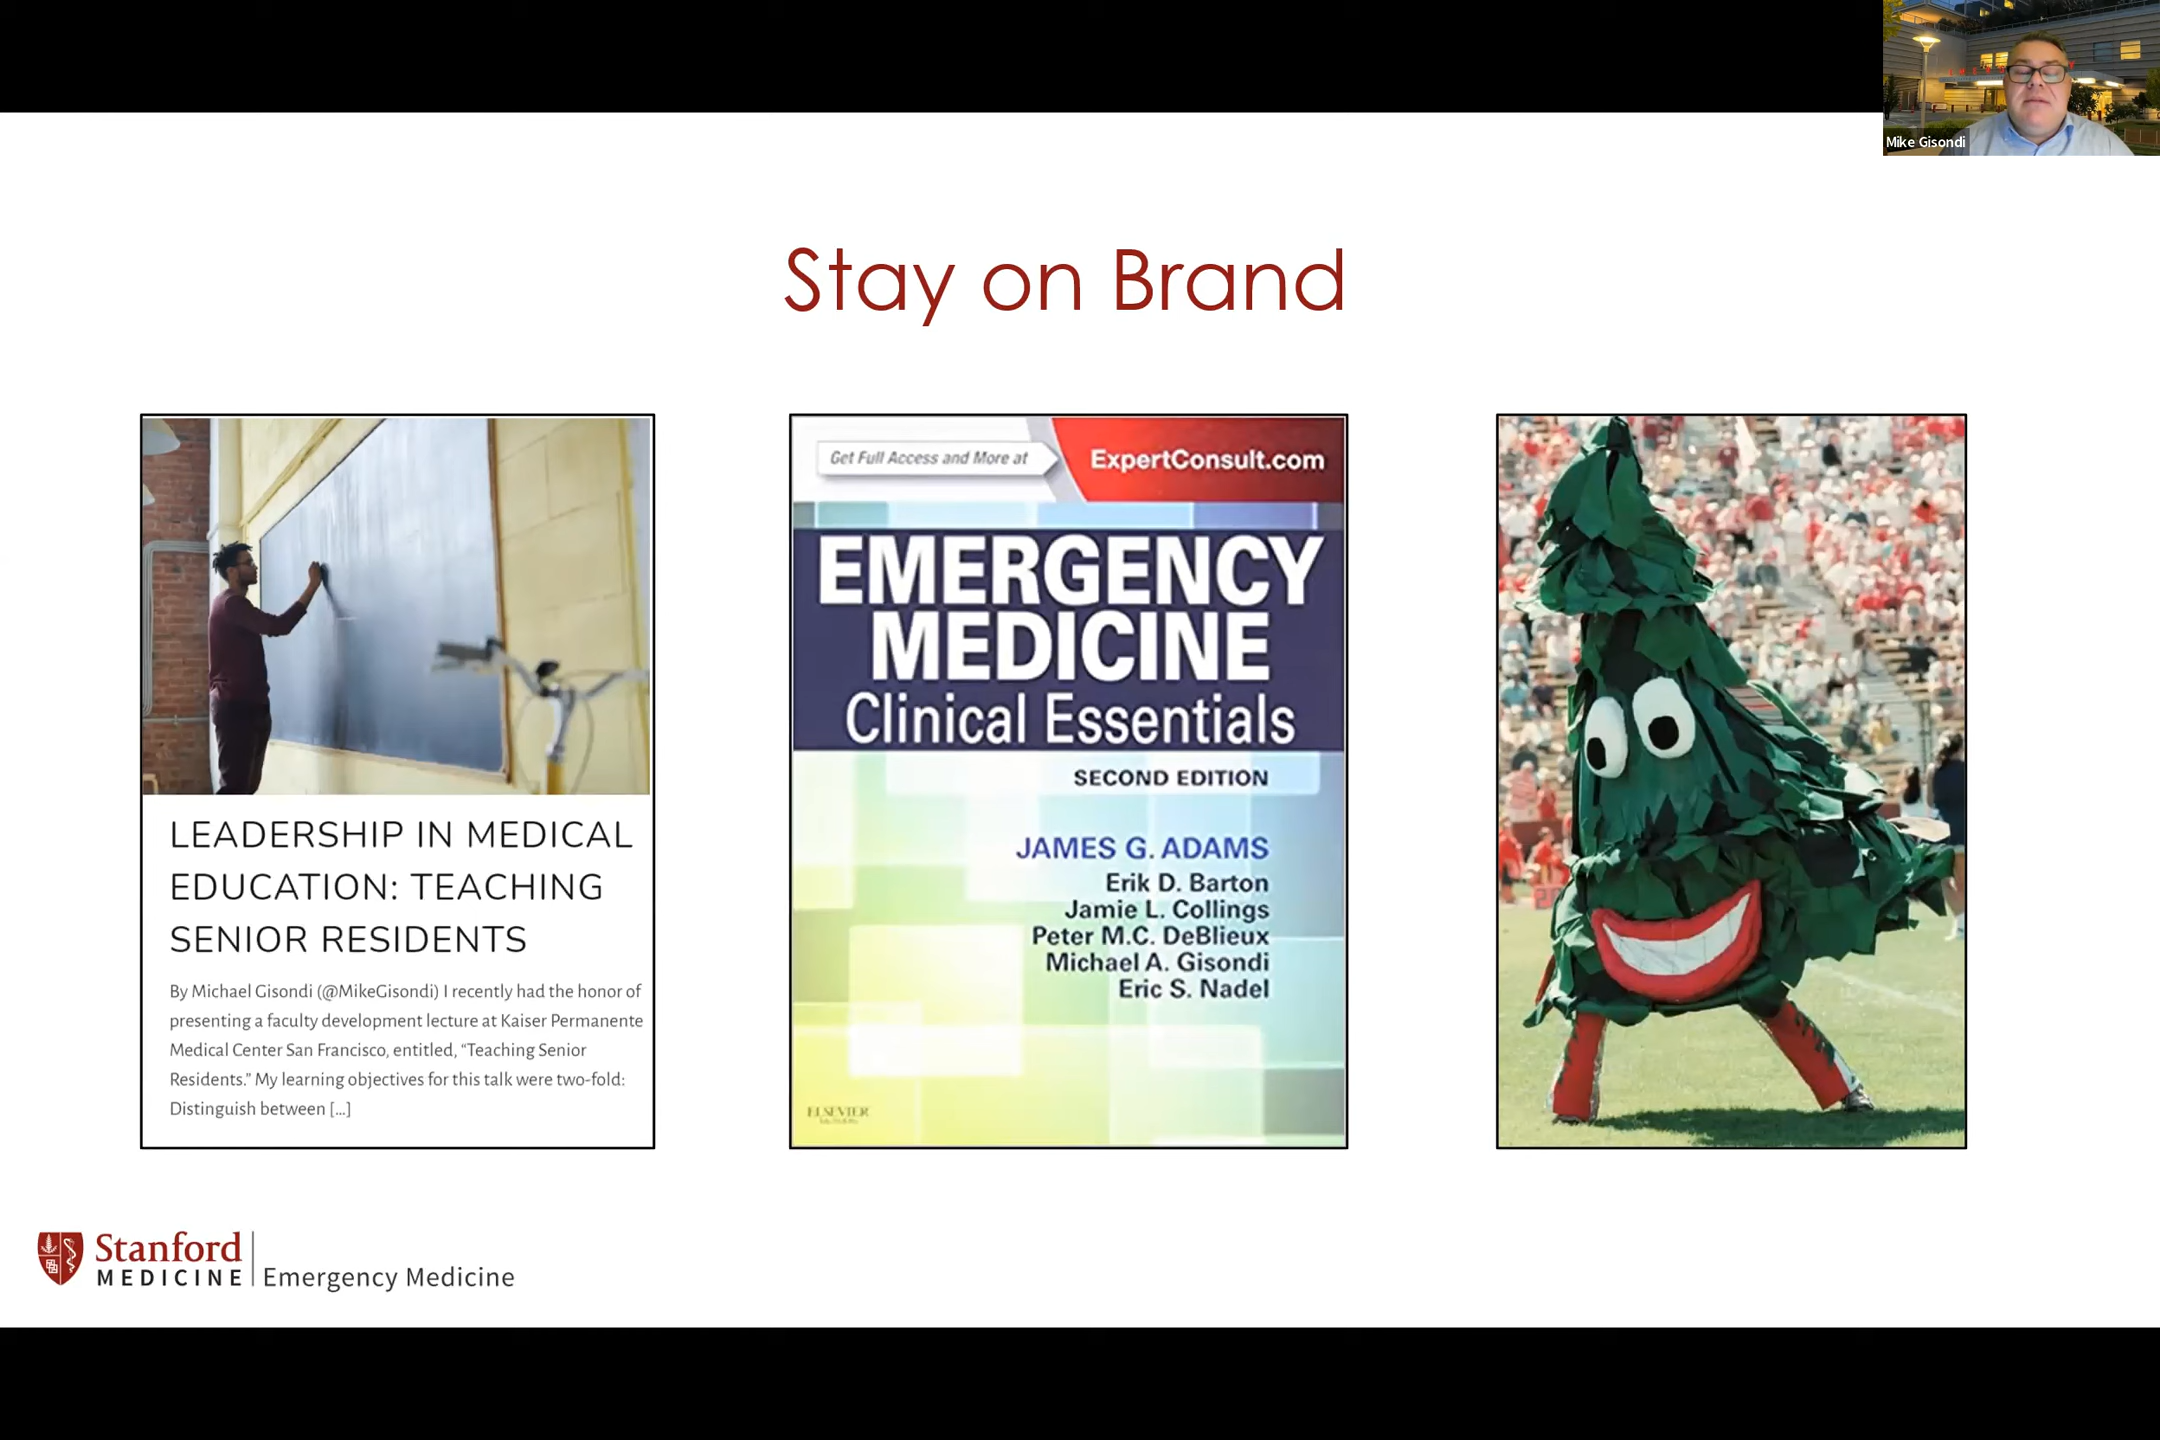 Mike Gisondi
Stay on Brand
LEADERSHIP IN MEDICAL
EDUCATION: TEACHING
SENIOR RESIDENTS
By Michael Gisondi (@MikeGisondi) I recently had the honor of
presenting a faculty development lecture at Kaiser Permanente
Medical Center San Francisco, entitled, “Teaching Senior
Residents.” My learning objectives for this talk were two-fold:
Distinguish between [...]
Get Full Access and More at
ExpertConsult.com
EMERGENCY
MEDICINE
Clinical Essentials
SECOND EDITION
JAMES G. ADAMS
Erik D. Barton
Jamie L. Collings
Peter M.C. DeBlieux
Michael A. Gisondi
Eric S. Nadel
ELSEVIER
Stanford
MEDICINE
Emergency Medicine